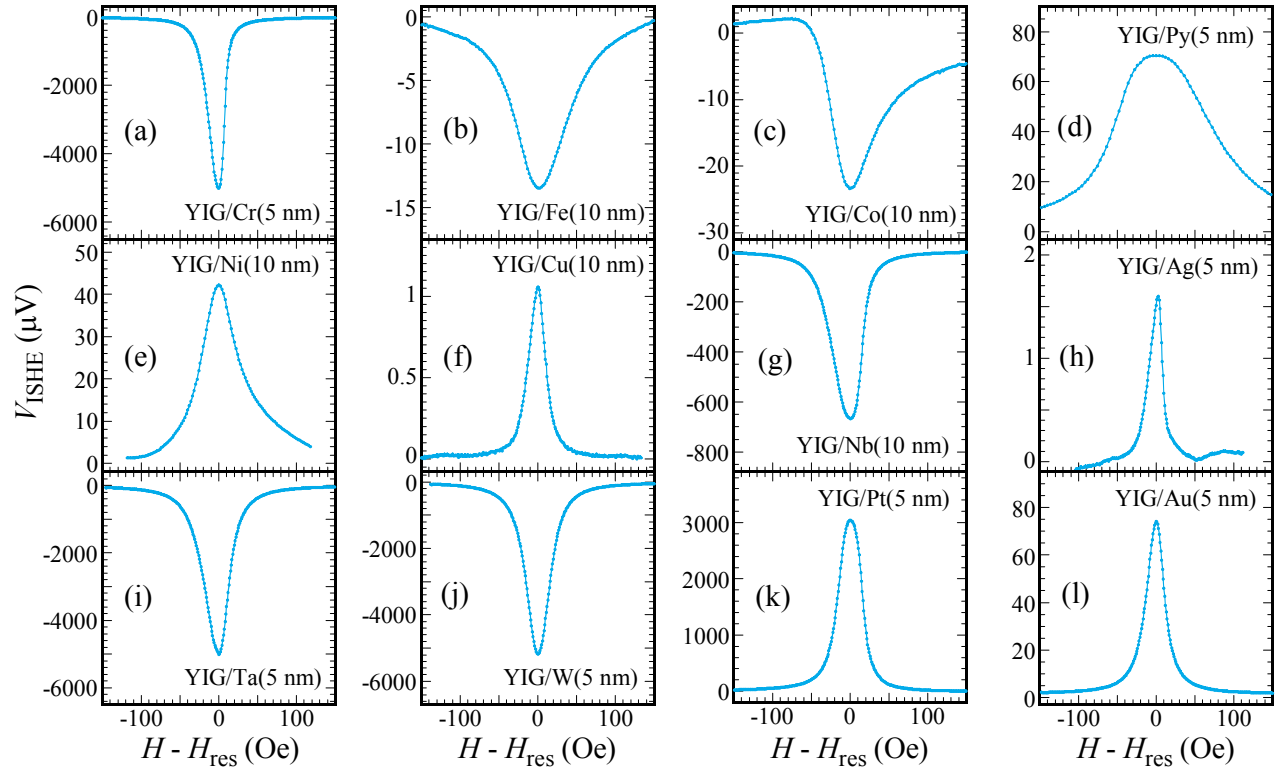 0
-2000
-4000
-6000
(a)
YIG/Cr(5 nm)
0
-5
-10
-15
(b)
YIG/Fe(10 nm)
0
-10
-20
-30
(c)
YIG/Co(10 nm)
80
60
40
20
0
YIG/Py(5 nm)
(d)
50
40
30
20
10
0
YIG/Ni(10 nm)
(e)
1
0.5
0
YIG/Cu(10 nm)
(f)
0
-200
-400
-600
-800
(g)
YIG/Nb(10 nm)
2
1
0
YIG/Ag(5 nm)
(h)
V ISHE (μV)
0
-2000
-4000
-6000
(i)
YIG/Ta(5 nm)
0
-2000
-4000
-6000
(j)
YIG/W(5 nm)
3000
2000
1000
0
YIG/Pt(5 nm)
(k)
80
60
40
20
0
YIG/Au(5 nm)
(l)
-100 0 100
-100 0 100
-100 0 100
-100 0 100
H - Hres (Oe)
H - Hres (Oe)
H - Hres (Oe)
H - Hres (Oe)